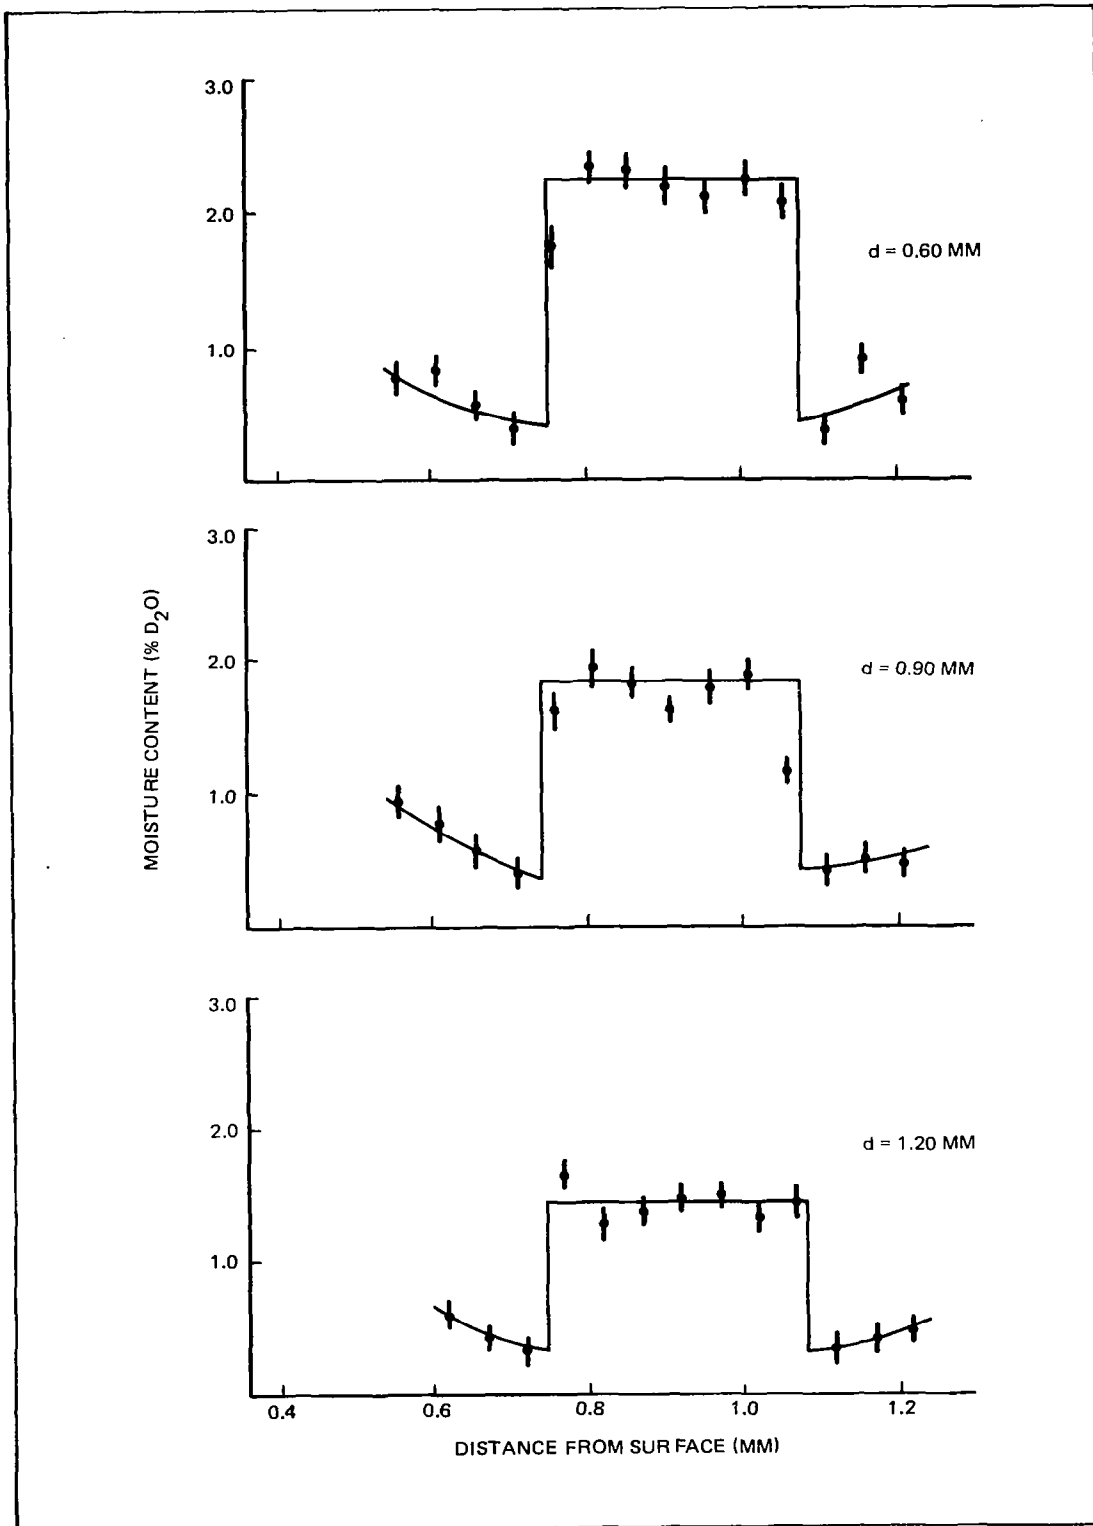 3.0
2.0
1.0
d = 0.60 MM
3.0
2.0
1.0
d = 0.90 MM
MOISTURE CONTENT (% D₂O)
3.0
2.0
1.0
d = 1.20 MM
0.4 0.6 0.8 1.0 1.2
DISTANCE FROM SURFACE (MM)